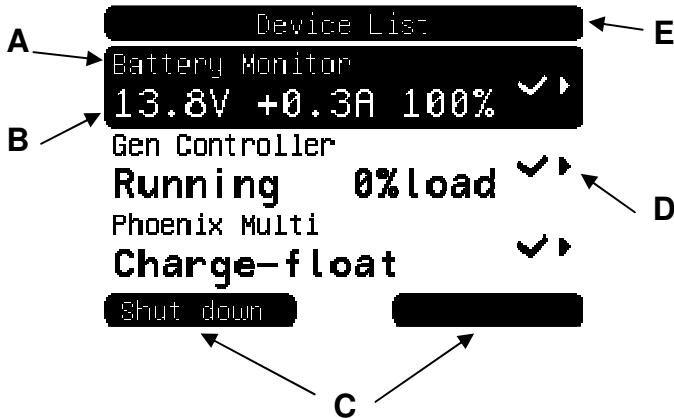 Device List
E
A
Battery Monitor
13.8V +0.3A 100%
B
Gen Controller
Running 0%load
D
Phoenix Multi
Charge-float
Shut down
C